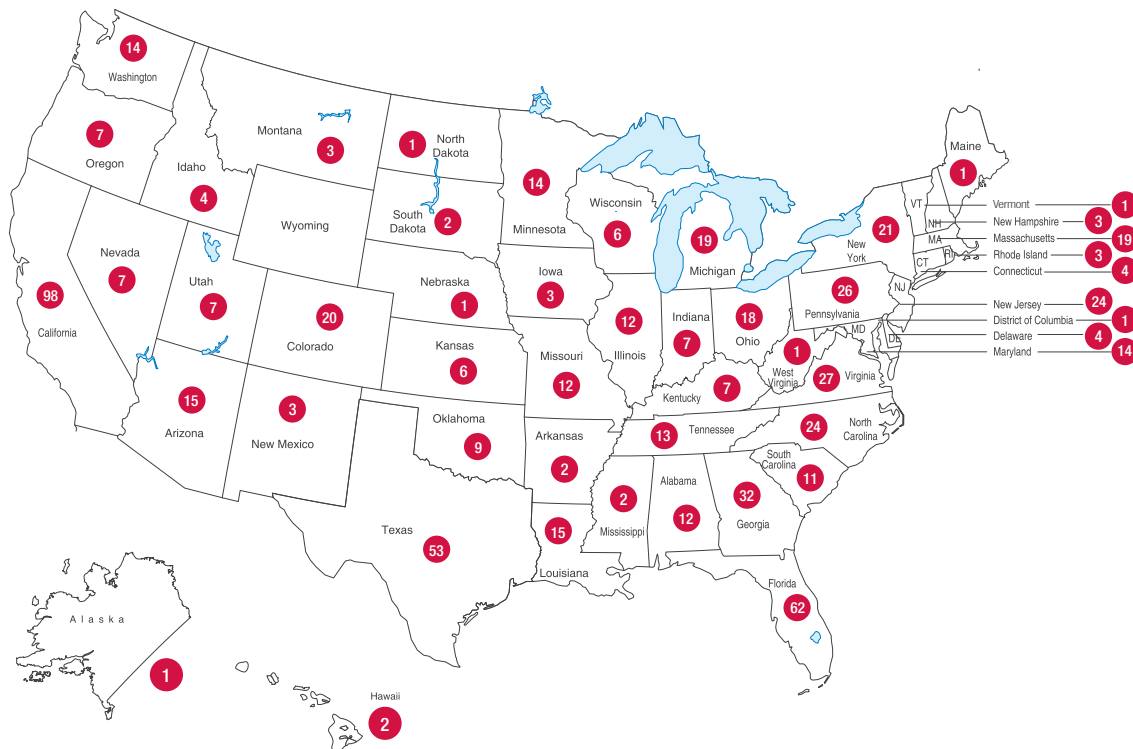 14
Washington
7
Oregon
Idaho
4
Montana
3
1
North
Dakota
South
Dakota
2
14
Minnesota
Wisconsin
6
19
Michigan
Maine
1
VT
NH
MA
RI
CT
Vermont
1
New Hampshire
3
Massachusetts
19
Rhode Island
3
Connecticut
4
New Jersey
24
District of Columbia
1
Delaware
4
Maryland
14
21
New
York
26
Pennsylvania
NJ
MD
DE
Wyoming
Nevada
7
98
California
Utah
7
20
Colorado
Nebraska
1
Kansas
6
Iowa
3
12
Illinois
Indiana
7
18
Ohio
1
West
Virginia
27
Virginia
Missouri
12
7
Kentucky
15
Arizona
3
New Mexico
Oklahoma
9
Arkansas
2
13
Tennessee
24
North
Carolina
South
Carolina
11
2
Mississippi
Alabama
12
32
Georgia
Texas
53
15
Louisiana
Florida
62
Alaska
1
Hawaii
2